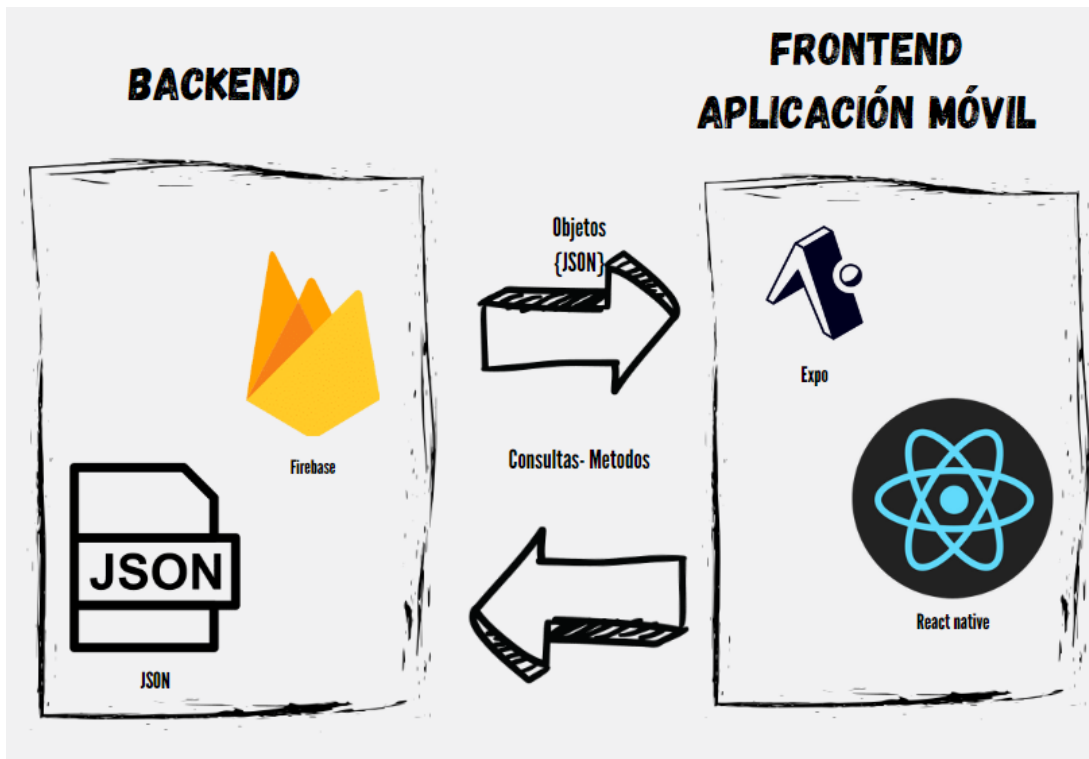 BACKEND
FRONTEND
APLICACIÓN MÓVIL
Objetos
{JSON}
Expo
Firebase
Consultas- Metodos
JSON
React native
JSON